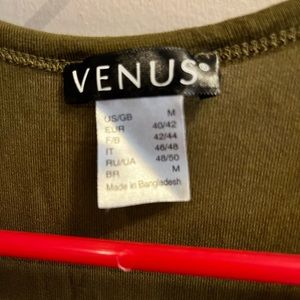 VENUS
US/GB M
EUR 40/42
F/B 42/44
IT 46/48
RU/UA 48/50
BR M
Made in Bangladesh